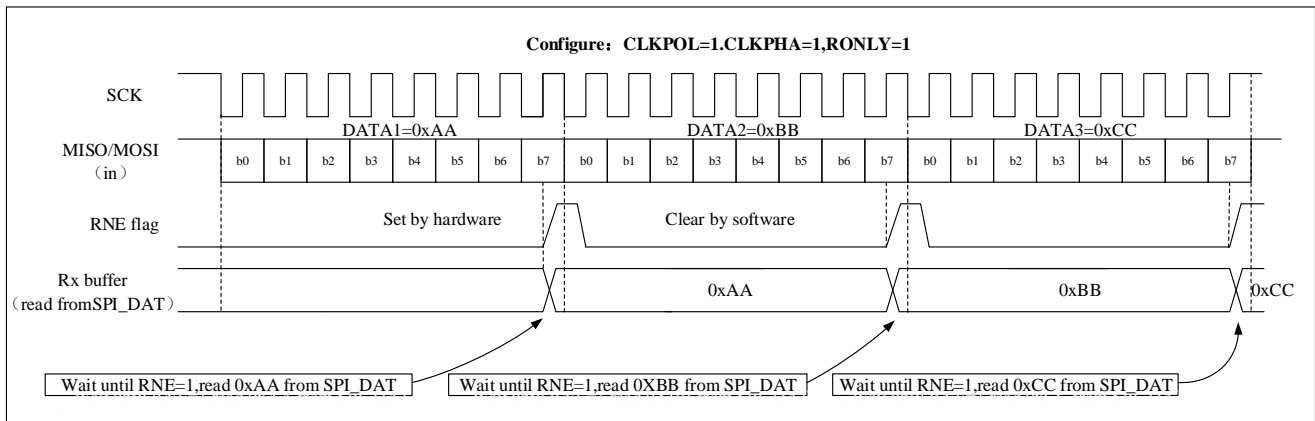 Configure：CLKPOL=1.CLKPHA=1,RONLY=1
SCK
DATA1=0xAA DATA2=0xBB DATA3=0xCC
MISO/MOSI
（in）
b0 b1 b2 b3 b4 b5 b6 b7 b0 b1 b2 b3 b4 b5 b6 b7 b0 b1 b2 b3 b4 b5 b6 b7
RNE flag
Set by hardware Clear by software
Rx buffer
（read fromSPI_DAT）
0xAA 0xBB 0xCC
Wait until RNE=1,read 0xAA from SPI_DAT
Wait until RNE=1,read 0XBB from SPI_DAT
Wait until RNE=1,read 0xCC from SPI_DAT